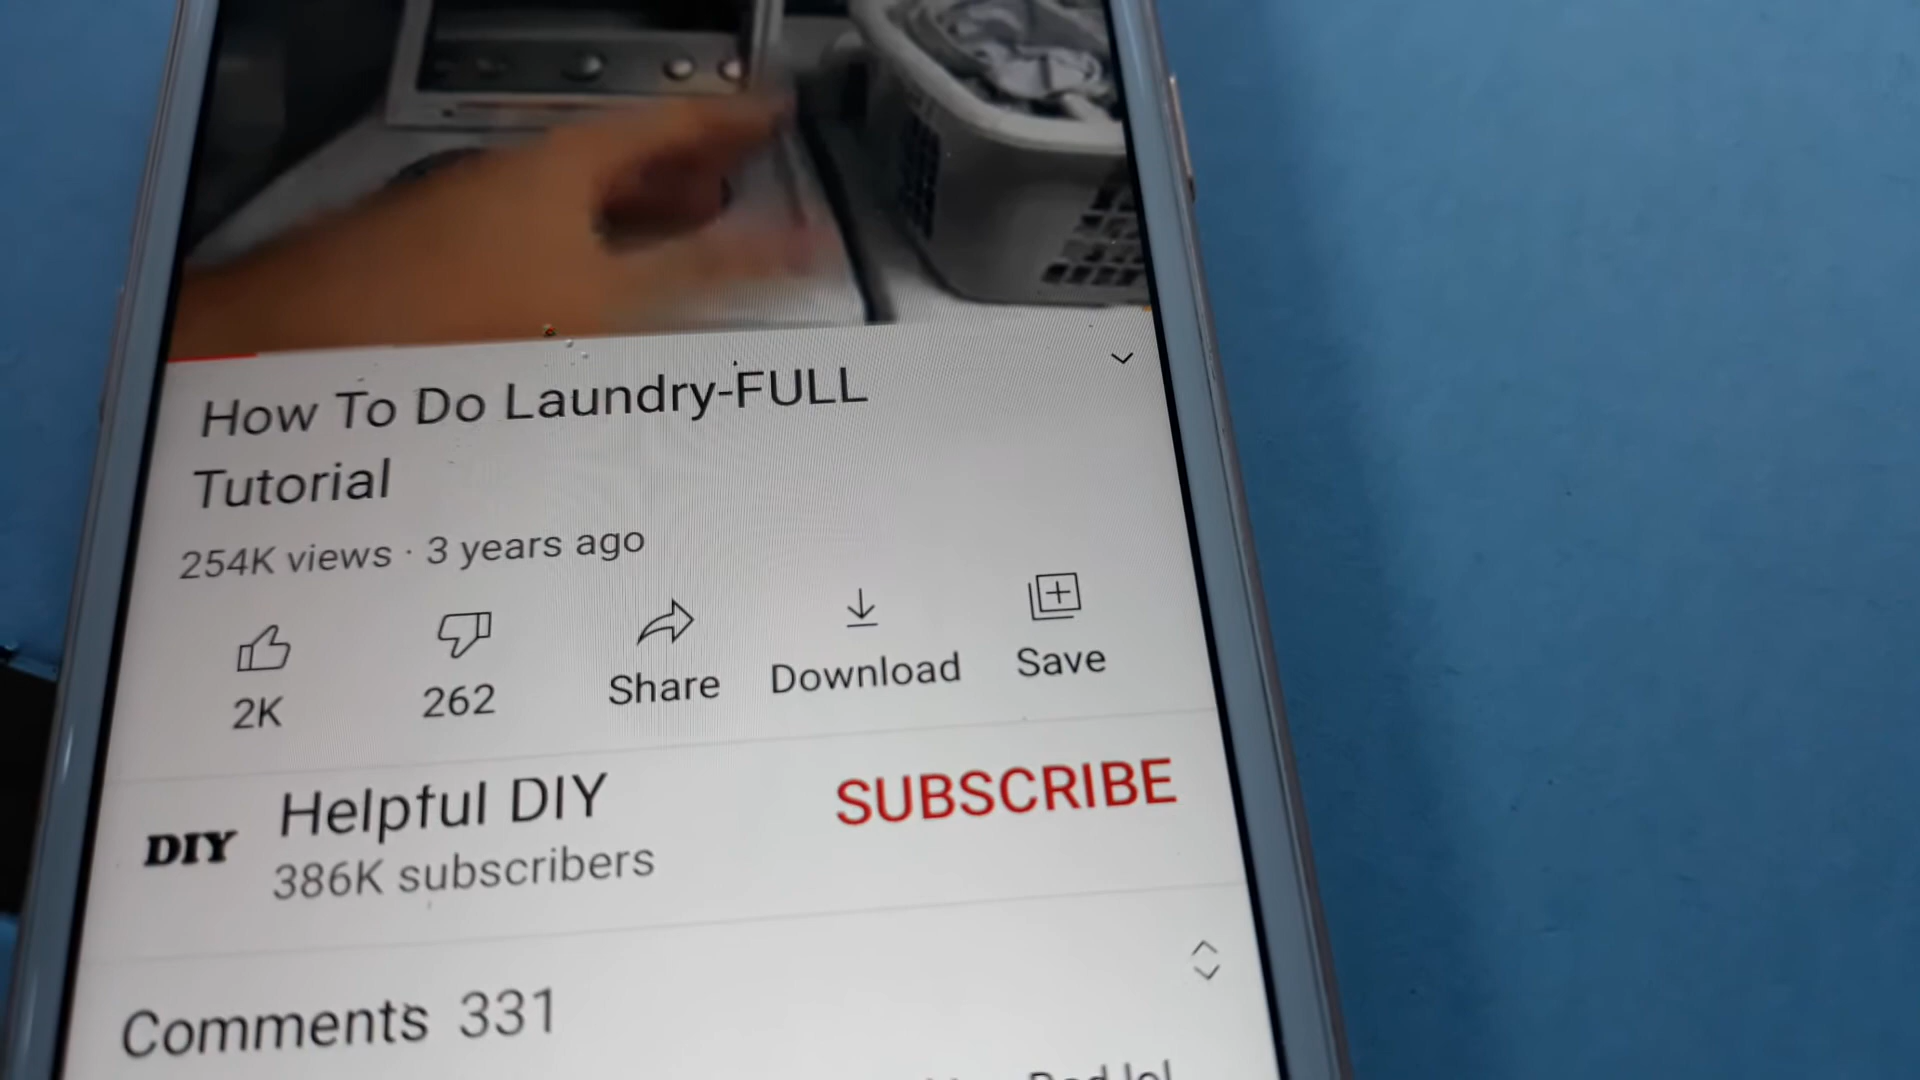 How To Do Laundry-FULL
Tutorial
254K views · 3 years ago
2K
262
Share
Download
Save
DIY
Helpful DIY
386K subscribers
SUBSCRIBE
Comments 331